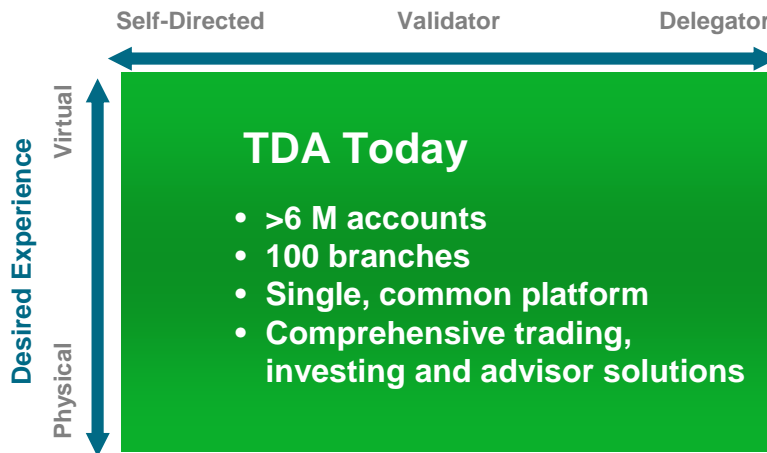 Self-Directed Validator Delegator
Virtual
Desired Experience
Physical
TDA Today
• >6 M accounts
• 100 branches
• Single, common platform
• Comprehensive trading,
investing and advisor solutions